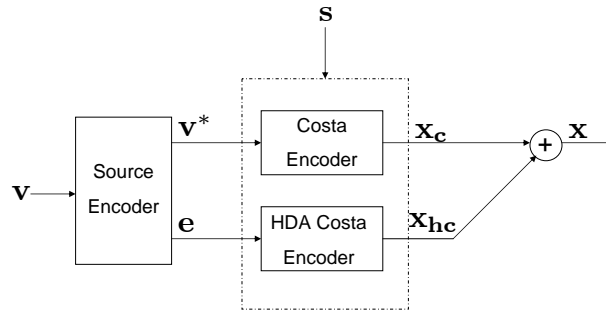 s
v
Source
Encoder
v*
e
Costa
Encoder
HDA Costa
Encoder
x_c
x_hc
+
x